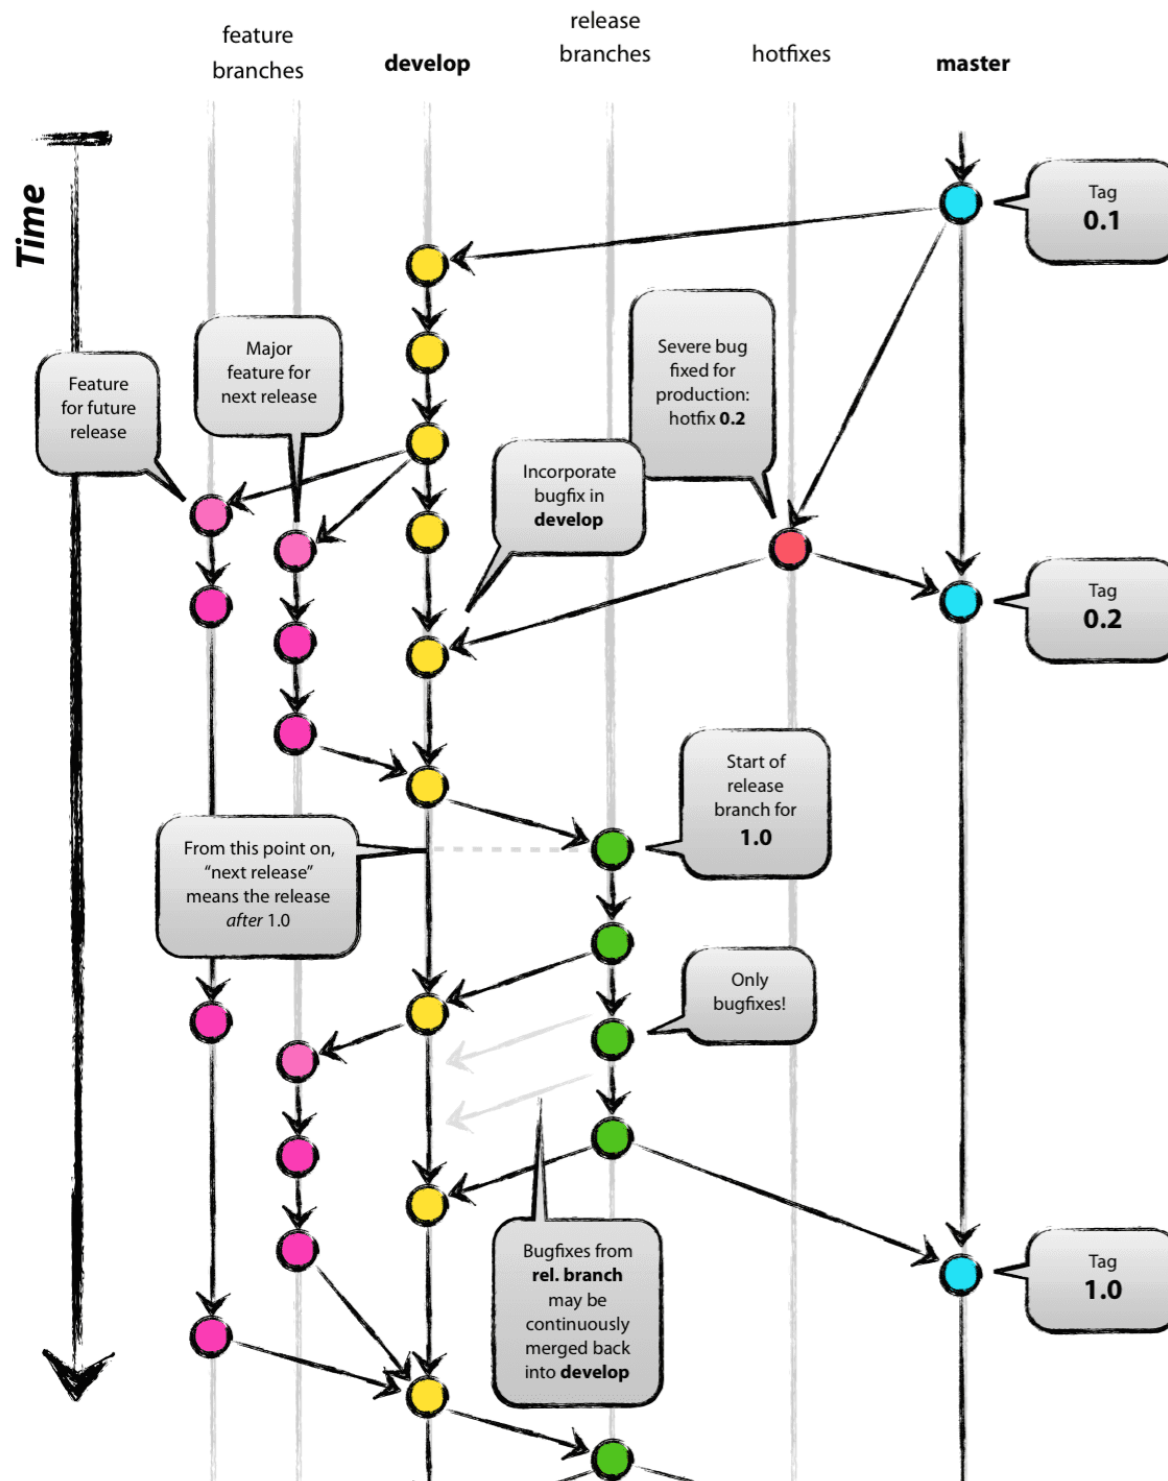 feature
branches
develop
release
branches
hotfixes
master
Time
Tag
0.1
Major
feature for
next release
Feature
for future
release
Severe bug
fixed for
production:
hotfix 0.2
Incorporate
bugfix in
develop
Tag
0.2
Start of
release
branch for
1.0
From this point on,
“next release”
means the release
after 1.0
Only
bugfixes!
Bugfixes from
rel. branch
may be
continuously
merged back
into develop
Tag
1.0